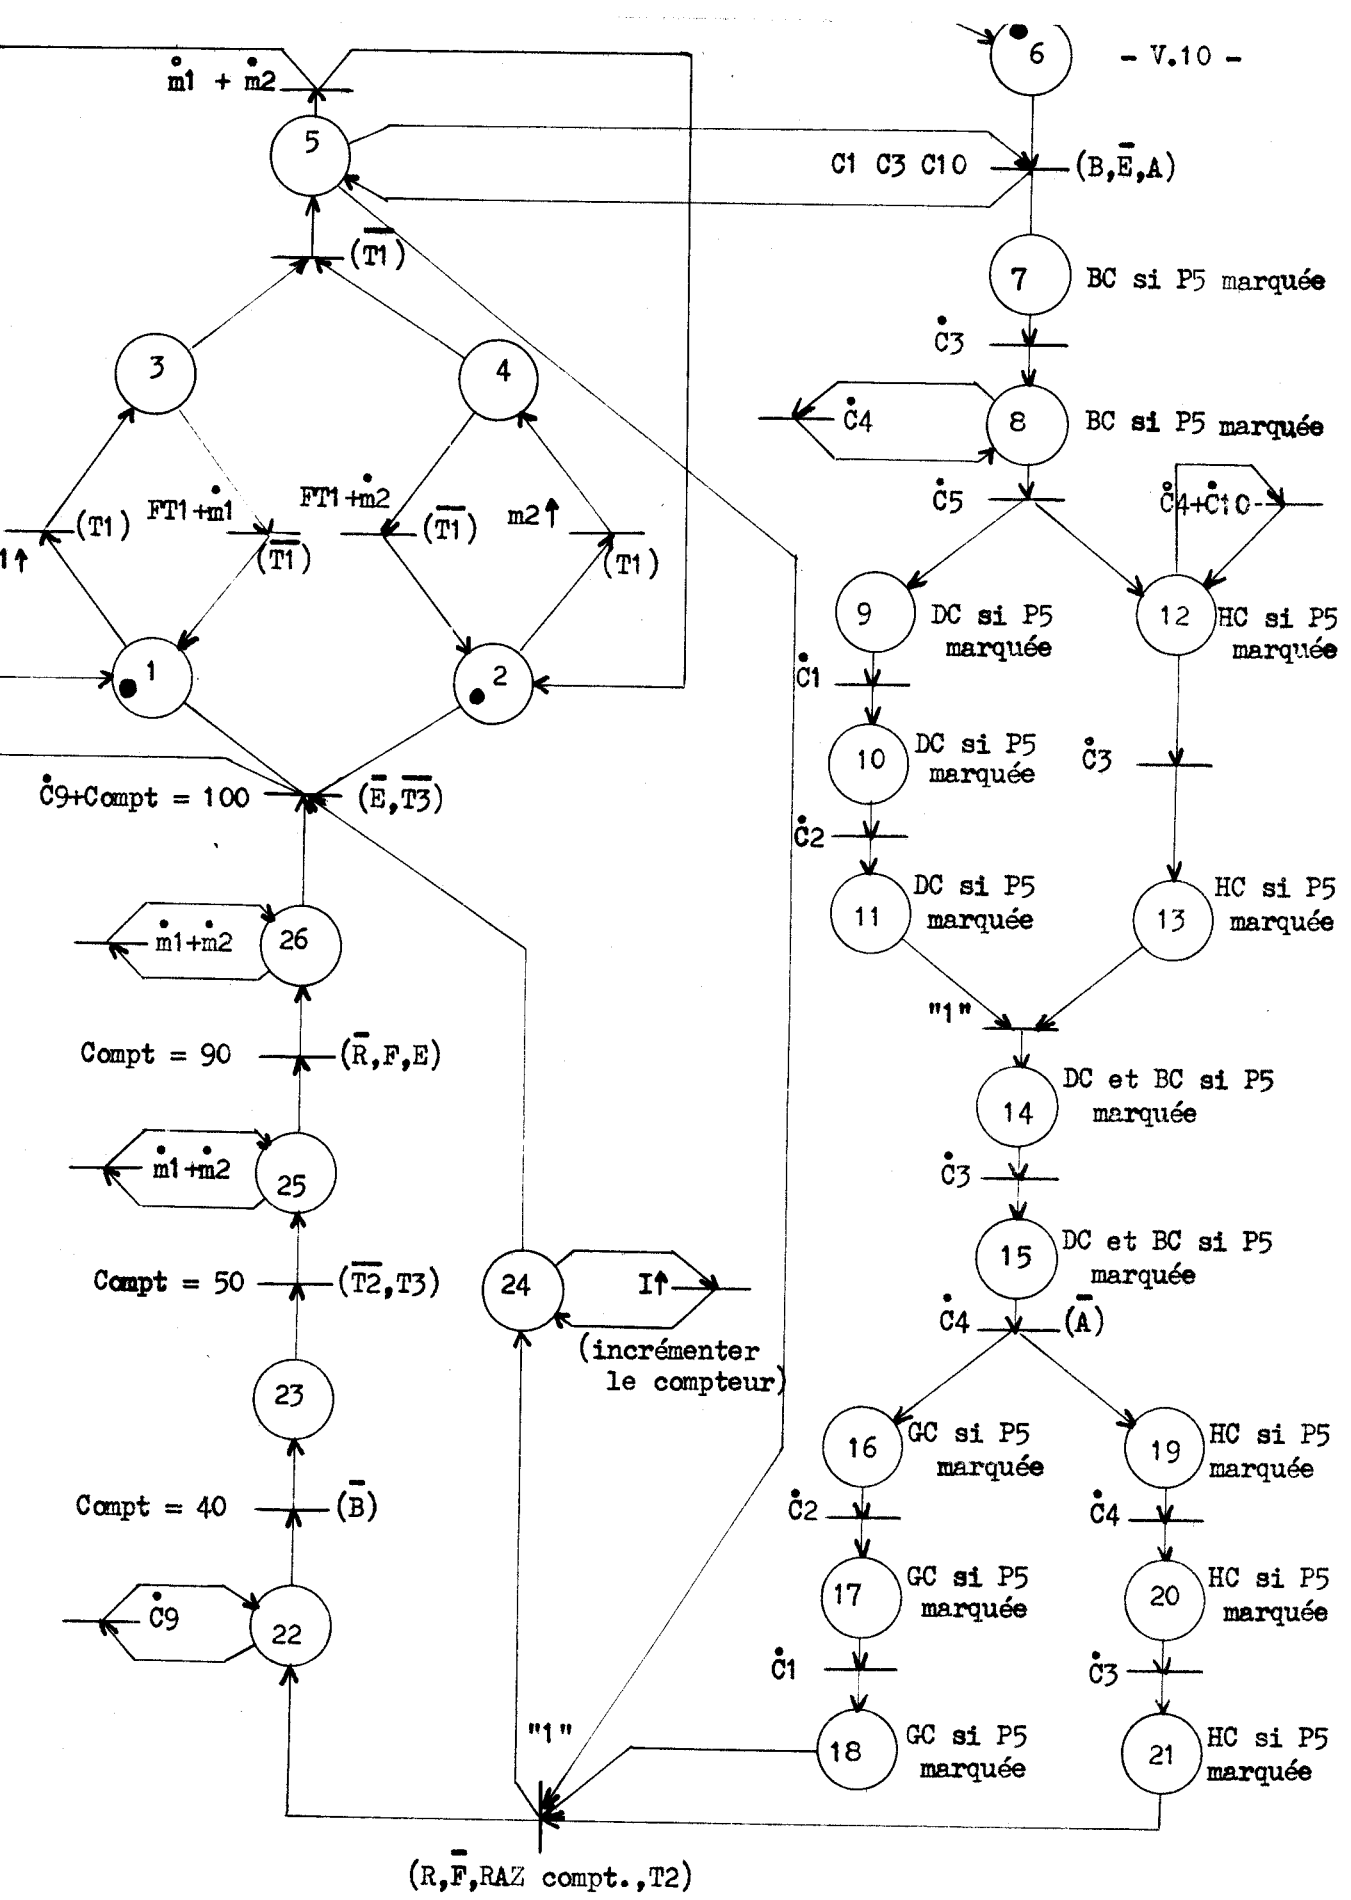 6 - V.10 -
ṁ1 + ṁ2
5
C1 C3 C10 (B,E̅,A)
(T̅1̅)
7 BC si P5 marquée
Ċ3
3
4
Ċ4
8 BC si P5 marquée
Ċ5
Ċ4+Ċ10
1↑ (T1)
FT1+ṁ1 (T̅1̅)
FT1+ṁ2 (T̅1̅)
m2↑ (T1)
9 DC si P5
marquée
12 HC si P5
marquée
1
2
Ċ1
10 DC si P5
marquée
Ċ3
Ċ9+Compt = 100 (E̅,T̅3̅)
Ċ2
11 DC si P5
marquée
13 HC si P5
marquée
ṁ1+ṁ2
26
"1"
Compt = 90 (R̅,F,E)
14 DC et BC si P5
marquée
ṁ1+ṁ2
25
Ċ3
15 DC et BC si P5
marquée
Compt = 50 (T̅2̅,T3)
24
I↑
(incrémenter
le compteur)
Ċ4 (A̅)
23
16 GC si P5
marquée
19 HC si P5
marquée
Compt = 40 (B̅)
Ċ2
Ċ4
17 GC si P5
marquée
20 HC si P5
marquée
Ċ9
22
Ċ1
Ċ3
"1"
18 GC si P5
marquée
21 HC si P5
marquée
(R,F̅,RAZ compt.,T2)